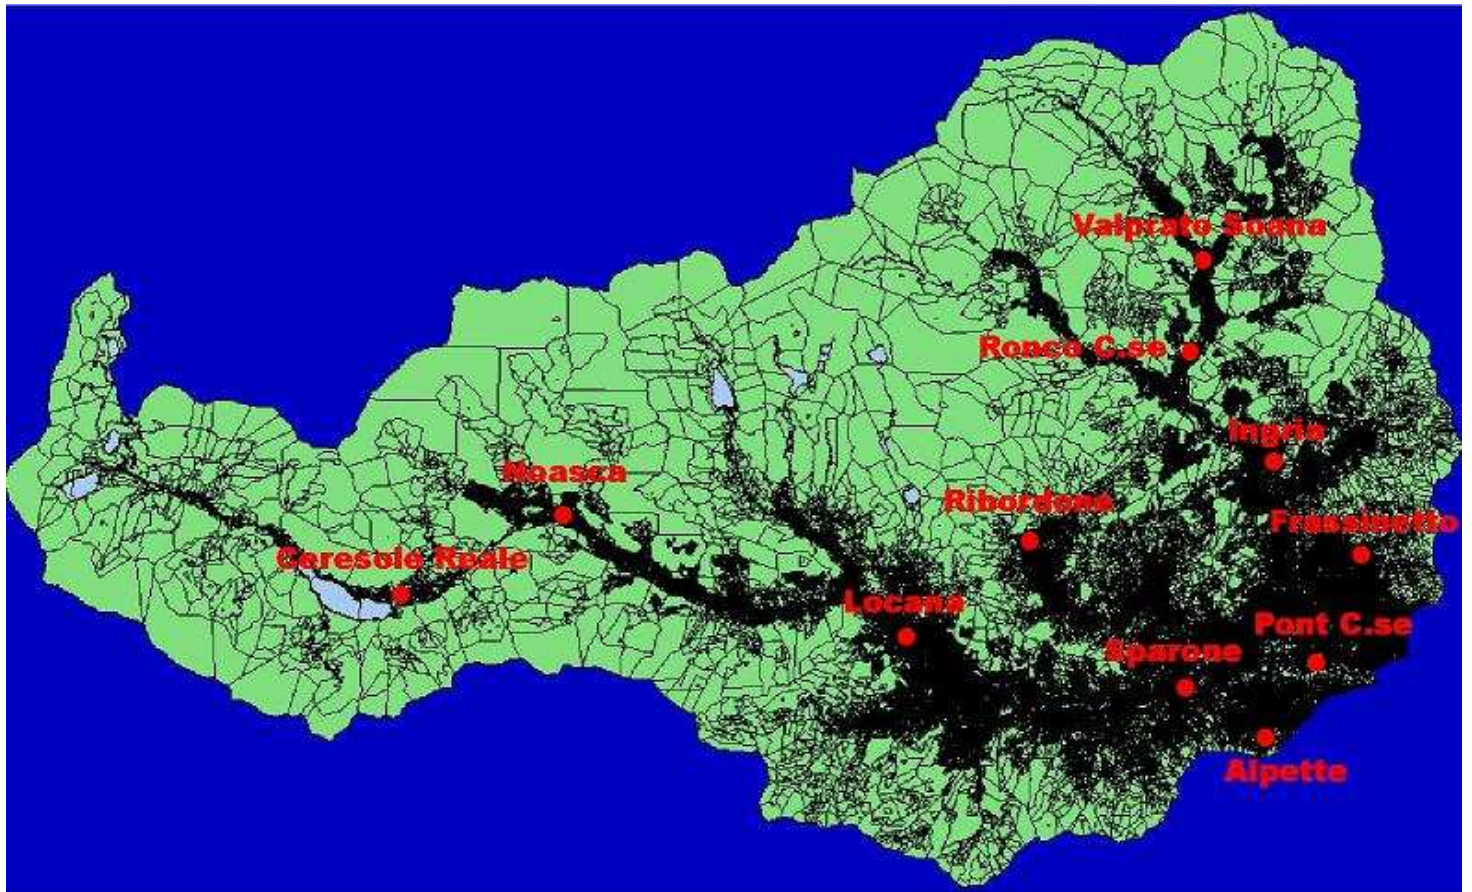 Valprato Soana
Ronco C.se
Ingria
Noasca
Ribordone
Frassinetto
Ceresole Reale
Locana
Pont C.se
Sparone
Alpette